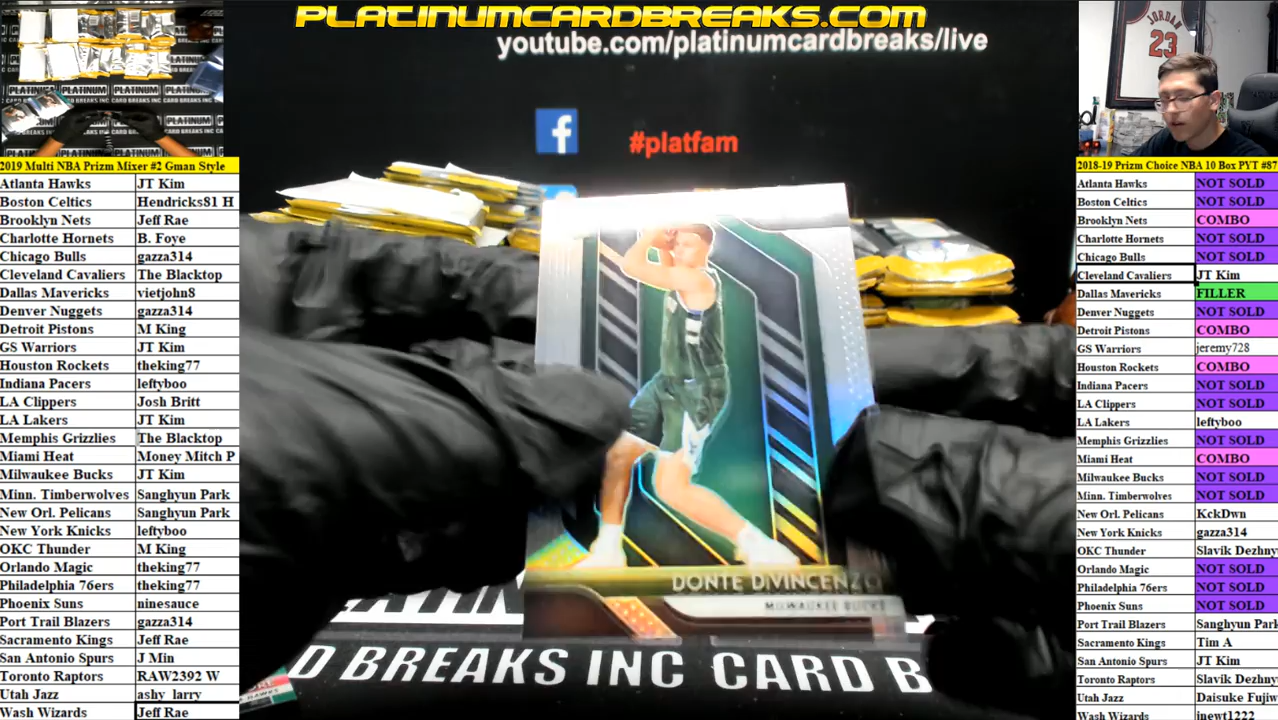 PLATINUMCARDBREAKS.COM
youtube.com/platinumcardbreaks/live
#platfam
JORDAN
23
2019 Multi NBA Prizm Mixer #2 Gman Style
Atlanta Hawks JT Kim
Boston Celtics Hendricks81 H
Brooklyn Nets Jeff Rae
Charlotte Hornets B. Foye
Chicago Bulls gazza314
Cleveland Cavaliers The Blacktop
Dallas Mavericks vietjohn8
Denver Nuggets gazza314
Detroit Pistons M King
GS Warriors JT Kim
Houston Rockets theking77
Indiana Pacers leftyboo
LA Clippers Josh Britt
LA Lakers JT Kim
Memphis Grizzlies The Blacktop
Miami Heat Money Mitch P
Milwaukee Bucks JT Kim
Minn. Timberwolves Sanghyun Park
New Orl. Pelicans Sanghyun Park
New York Knicks leftyboo
OKC Thunder M King
Orlando Magic theking77
Philadelphia 76ers theking77
Phoenix Suns ninesauce
Port Trail Blazers gazza314
Sacramento Kings Jeff Rae
San Antonio Spurs J Min
Toronto Raptors RAW2392 W
Utah Jazz ashy_larry
Wash Wizards Jeff Rae
DONTE DIVINCENZO
MILWAUKEE BUCKS
D BREAKS INC CARD B
2018-19 Prizm Choice NBA 10 Box PYT #87
Atlanta Hawks NOT SOLD
Boston Celtics NOT SOLD
Brooklyn Nets COMBO
Charlotte Hornets NOT SOLD
Chicago Bulls NOT SOLD
Cleveland Cavaliers JT Kim
Dallas Mavericks FILLER
Denver Nuggets NOT SOLD
Detroit Pistons COMBO
GS Warriors jeremy728
Houston Rockets COMBO
Indiana Pacers NOT SOLD
LA Clippers NOT SOLD
LA Lakers leftyboo
Memphis Grizzlies NOT SOLD
Miami Heat COMBO
Milwaukee Bucks NOT SOLD
Minn. Timberwolves NOT SOLD
New Orl. Pelicans KckDwn
New York Knicks gazza314
OKC Thunder Slavik Dezhny
Orlando Magic NOT SOLD
Philadelphia 76ers NOT SOLD
Phoenix Suns NOT SOLD
Port Trail Blazers Sanghyun Park
Sacramento Kings Tim A
San Antonio Spurs JT Kim
Toronto Raptors Slavik Dezhny
Utah Jazz Daisuke Fujiw
Wash Wizards jnewt1222